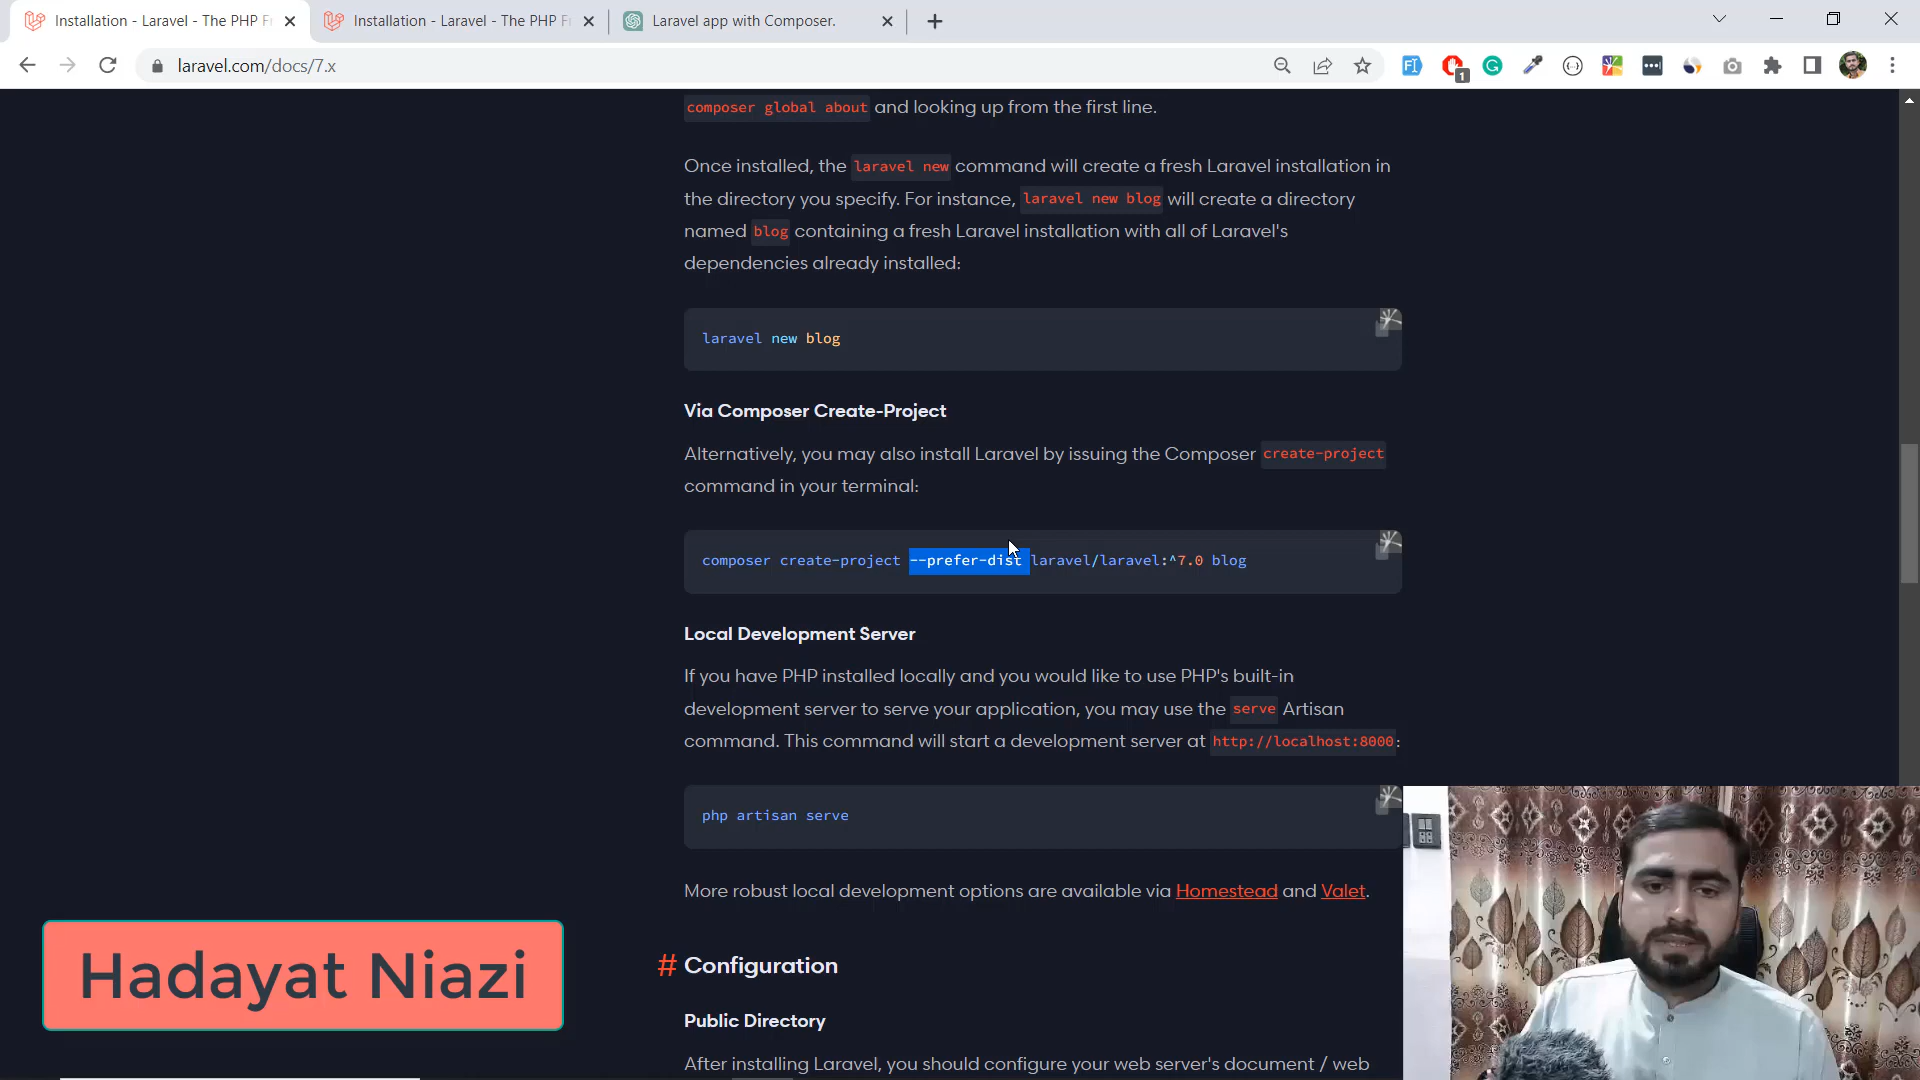 Installation - Laravel - The PHP F
Installation - Laravel - The PHP F
Laravel app with Composer.
laravel.com/docs/7.x
1
composer global about and looking up from the first line.
Once installed, the laravel new command will create a fresh Laravel installation in
the directory you specify. For instance, laravel new blog will create a directory
named blog containing a fresh Laravel installation with all of Laravel's
dependencies already installed:
laravel new blog
Via Composer Create-Project
Alternatively, you may also install Laravel by issuing the Composer create-project
command in your terminal:
composer create-project --prefer-dist laravel/laravel:^7.0 blog
Local Development Server
If you have PHP installed locally and you would like to use PHP's built-in
development server to serve your application, you may use the serve Artisan
command. This command will start a development server at http://localhost:8000:
php artisan serve
More robust local development options are available via Homestead and Valet.
Hadayat Niazi
# Configuration
Public Directory
After installing Laravel, you should configure your web server's document / web